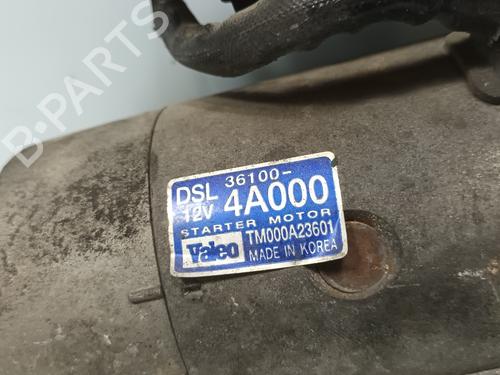 B-PARTS
DSL 36100-
12V 4A000
STARTER MOTOR
Valeo TM000A23601
MADE IN KOREA